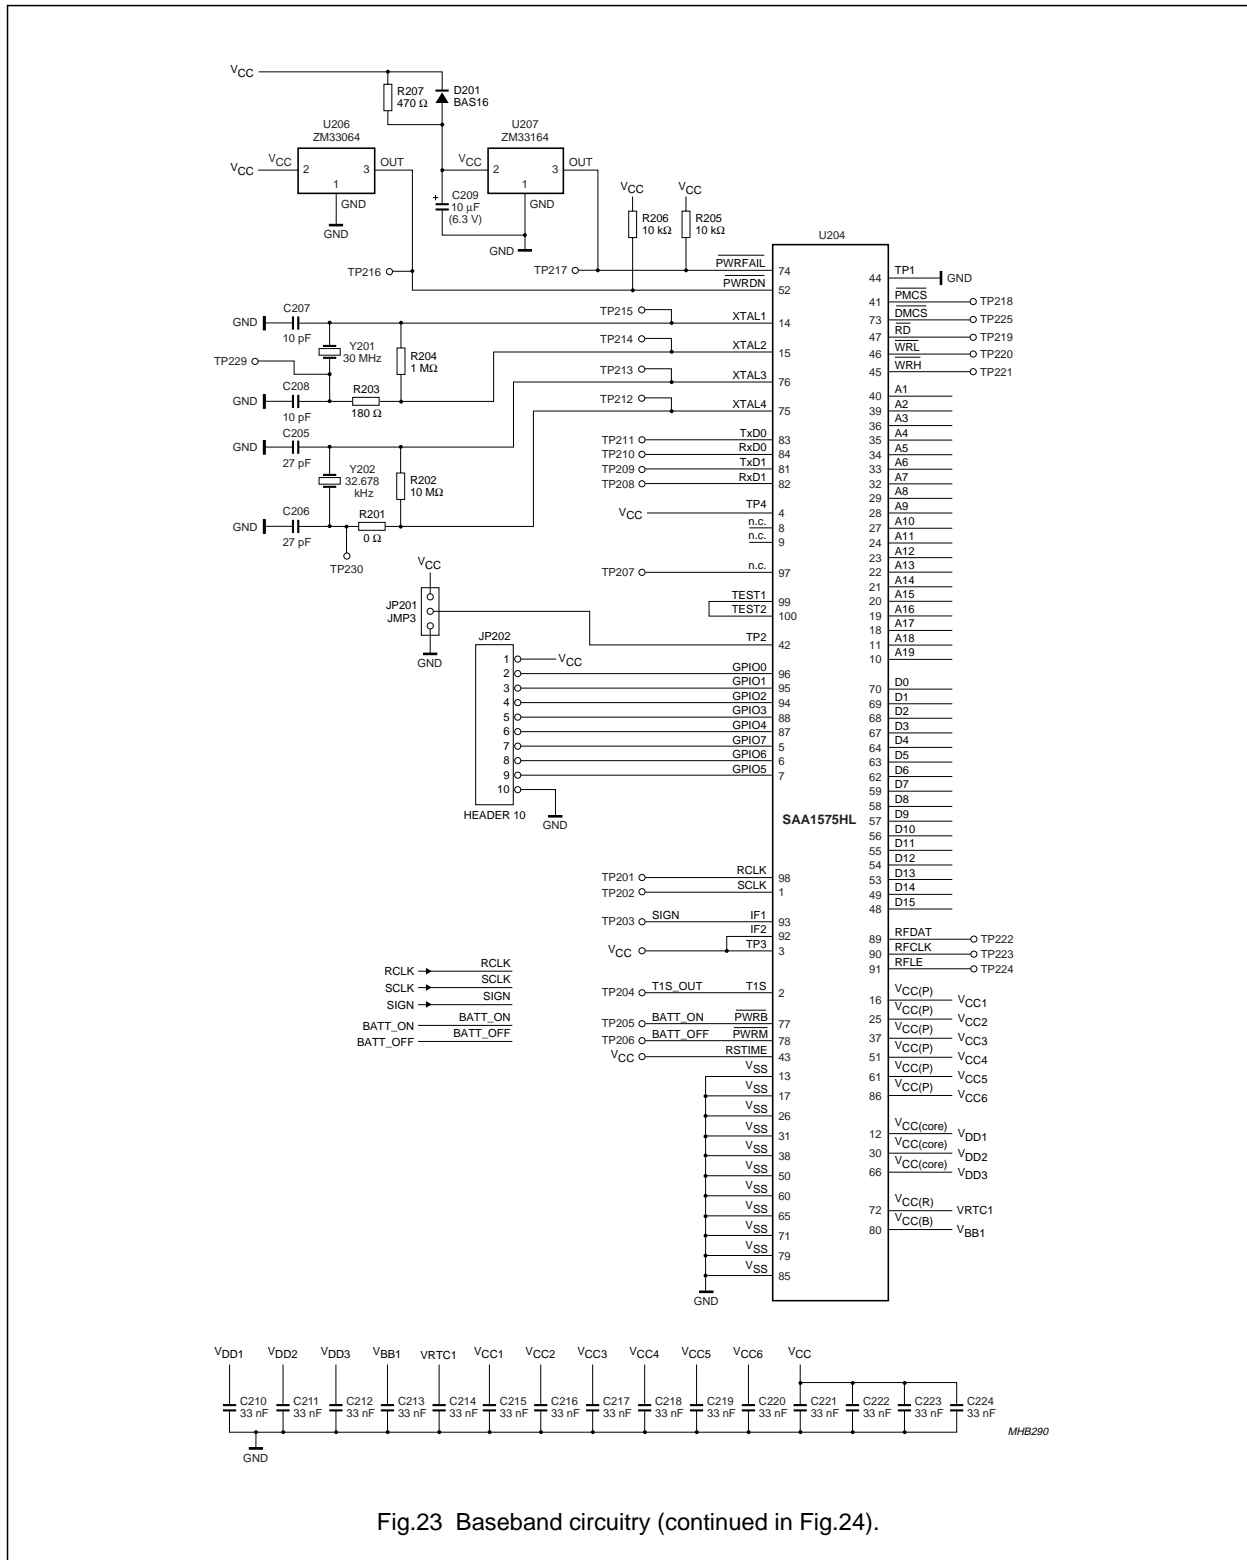 VCC
R207
470 Ω
D201
BAS16
U206
ZM33064
U207
ZM33164
VCC
VCC
2
3
OUT
1
GND
GND
VCC
2
3
OUT
1
GND
GND
+
C209
10 μF
(6.3 V)
VCC
VCC
R206
10 kΩ
R205
10 kΩ
U204
TP216
TP217
PWRFAIL
74
PWRDN
52
C207
GND
10 pF
TP215
XTAL1
14
Y201
30 MHz
R204
1 MΩ
TP214
XTAL2
15
TP229
C208
GND
10 pF
R203
180 Ω
TP213
XTAL3
76
TP212
XTAL4
75
C205
GND
27 pF
Y202
32.678
kHz
R202
10 MΩ
C206
GND
27 pF
R201
0 Ω
TP230
TP211
TxD0
83
TP210
RxD0
84
TP209
TxD1
81
TP208
RxD1
82
VCC
TP4
4
n.c.
8
n.c.
9
TP207
n.c.
97
TEST1
99
TEST2
100
VCC
JP201
JMP3
GND
TP2
42
JP202
1
VCC
2
GPIO0
96
3
GPIO1
95
4
GPIO2
94
5
GPIO3
88
6
GPIO4
87
7
GPIO7
5
8
GPIO6
6
9
GPIO5
7
10
HEADER 10
GND
SAA1575HL
TP201
RCLK
98
TP202
SCLK
1
TP203
SIGN
IF1
93
IF2
92
VCC
TP3
3
RCLK
RCLK
SCLK
SCLK
SIGN
SIGN
BATT_ON
BATT_ON
BATT_OFF
BATT_OFF
TP204
T1S_OUT
T1S
2
TP205
BATT_ON
PWRB
77
TP206
BATT_OFF
PWRM
78
VCC
RSTIME
43
VSS
13
VSS
17
VSS
26
VSS
31
VSS
38
VSS
50
VSS
60
VSS
65
VSS
71
VSS
79
VSS
85
GND
44
TP1
GND
41
PMCS
TP218
73
DMCS
TP225
47
RD
TP219
46
WRL
TP220
45
WRH
TP221
40
A1
39
A2
36
A3
35
A4
34
A5
33
A6
32
A7
29
A8
28
A9
27
A10
24
A11
23
A12
22
A13
21
A14
20
A15
19
A16
18
A17
11
A18
10
A19
70
D0
69
D1
68
D2
67
D3
64
D4
63
D5
62
D6
59
D7
58
D8
57
D9
56
D10
55
D11
54
D12
53
D13
49
D14
48
D15
89
RFDAT
TP222
90
RFCLK
TP223
91
RFLE
TP224
16
VCC(P)
VCC1
25
VCC(P)
VCC2
37
VCC(P)
VCC3
51
VCC(P)
VCC4
61
VCC(P)
VCC5
86
VCC(P)
VCC6
12
VCC(core)
VDD1
30
VCC(core)
VDD2
66
VCC(core)
VDD3
72
VCC(R)
VRTC1
80
VCC(B)
VBB1
VDD1
VDD2
VDD3
VBB1
VRTC1
VCC1
VCC2
VCC3
VCC4
VCC5
VCC6
VCC
C210
33 nF
C211
33 nF
C212
33 nF
C213
33 nF
C214
33 nF
C215
33 nF
C216
33 nF
C217
33 nF
C218
33 nF
C219
33 nF
C220
33 nF
C221
33 nF
C222
33 nF
C223
33 nF
C224
33 nF
GND
MHB290
Fig.23 Baseband circuitry (continued in Fig.24).